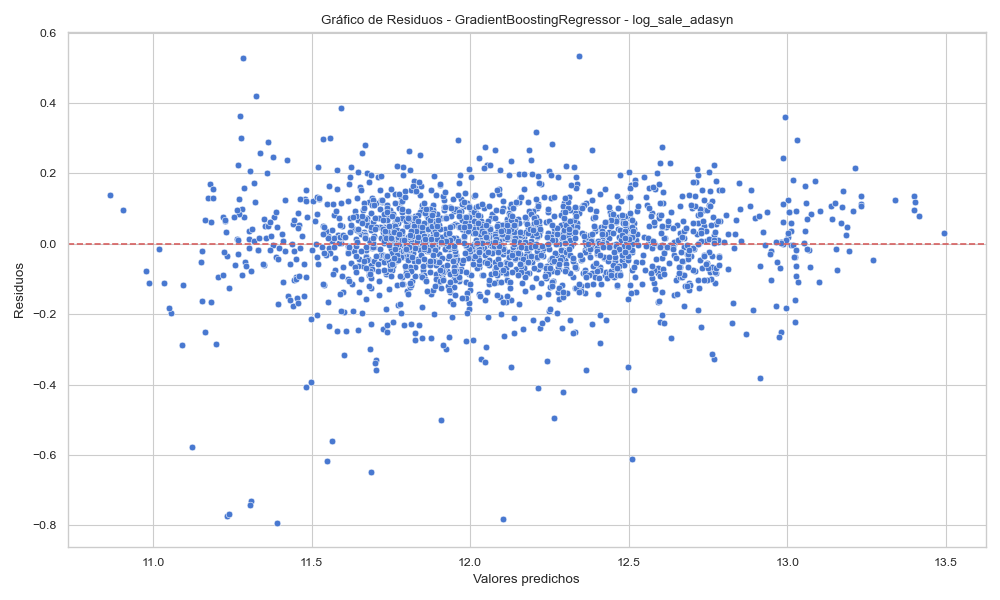 Gráfico de Residuos - GradientBoostingRegressor - log_sale_adasyn
0.6
0.4
0.2
0.0
−0.2
−0.4
−0.6
−0.8
Residuos
11.0 11.5 12.0 12.5 13.0 13.5
Valores predichos